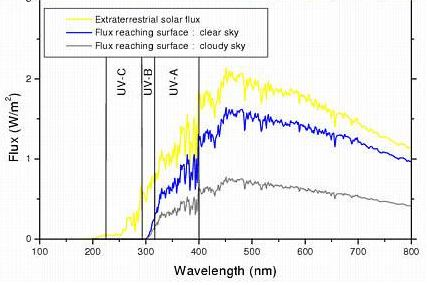 Extraterrestrial solar flux
Flux reaching surface : clear sky
Flux reaching surface : cloudy sky
UV-C
UV-B
UV-A
Flux (W/m²)
2
1
0
100 200 300 400 500 600 700 800
Wavelength (nm)